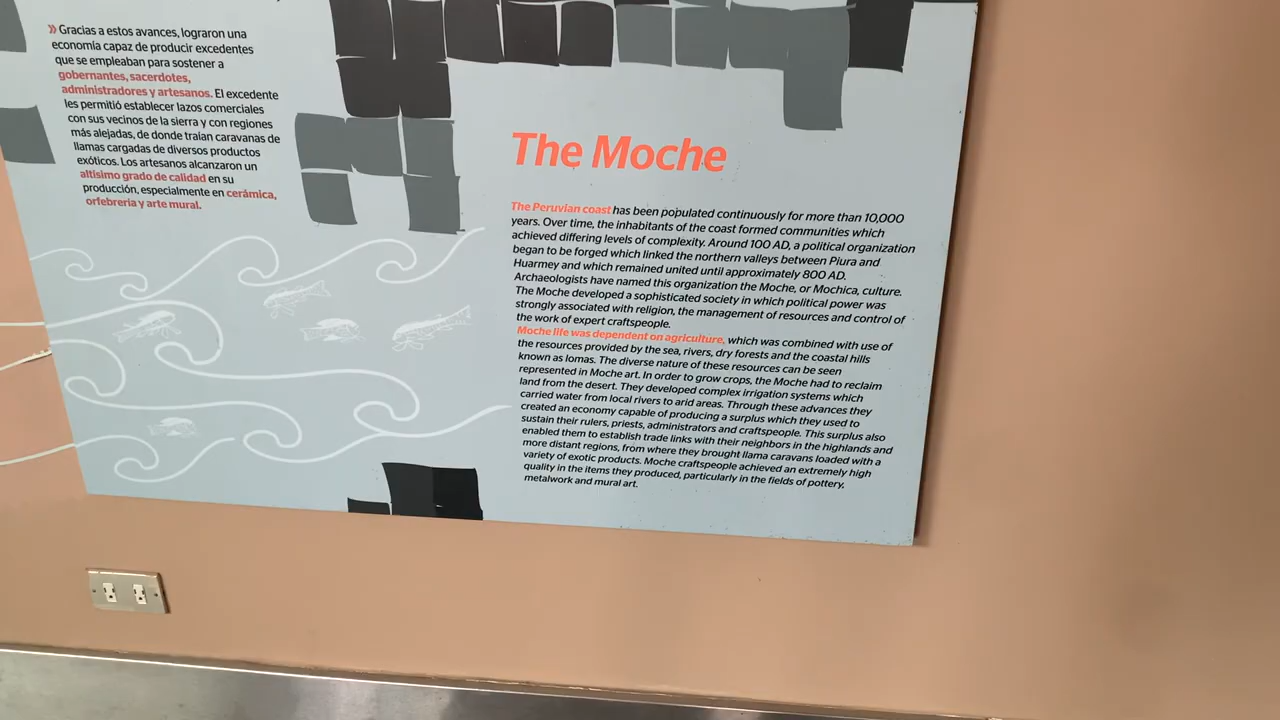 » Gracias a estos avances, lograron una
economía capaz de producir excedentes
que se empleaban para sostener a
gobernantes, sacerdotes,
administradores y artesanos. El excedente
les permitió establecer lazos comerciales
con sus vecinos de la sierra y con regiones
más alejadas, de donde traían caravanas de
llamas cargadas de diversos productos
exóticos. Los artesanos alcanzaron un
altísimo grado de calidad en su
producción, especialmente en cerámica,
orfebrería y arte mural.
The Moche
The Peruvian coast has been populated continuously for more than 10,000
years. Over time, the inhabitants of the coast formed communities which
achieved differing levels of complexity. Around 100 AD, a political organization
began to be forged which linked the northern valleys between Piura and
Huarmey and which remained united until approximately 800 AD.
Archaeologists have named this organization the Moche, or Mochica, culture.
The Moche developed a sophisticated society in which political power was
strongly associated with religion, the management of resources and control of
the work of expert craftspeople.
Moche life was dependent on agriculture, which was combined with use of
the resources provided by the sea, rivers, dry forests and the coastal hills
known as lomas. The diverse nature of these resources can be seen
represented in Moche art. In order to grow crops, the Moche had to reclaim
land from the desert. They developed complex irrigation systems which
carried water from local rivers to arid areas. Through these advances they
created an economy capable of producing a surplus which they used to
sustain their rulers, priests, administrators and craftspeople. This surplus also
enabled them to establish trade links with their neighbors in the highlands and
more distant regions, from where they brought llama caravans loaded with a
variety of exotic products. Moche craftspeople achieved an extremely high
quality in the items they produced, particularly in the fields of pottery,
metalwork and mural art.